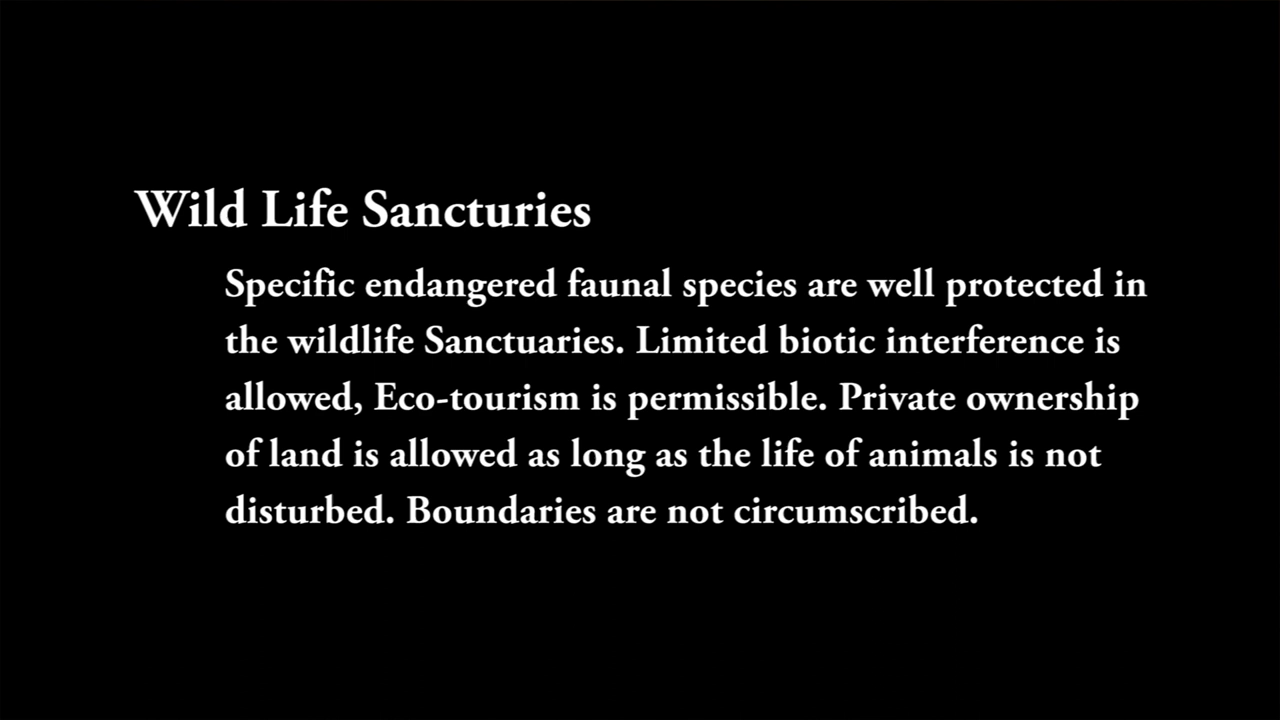 Wild Life Sancturies
Specific endangered faunal species are well protected in
the wildlife Sanctuaries. Limited biotic interference is
allowed, Eco-tourism is permissible. Private ownership
of land is allowed as long as the life of animals is not
disturbed. Boundaries are not circumscribed.